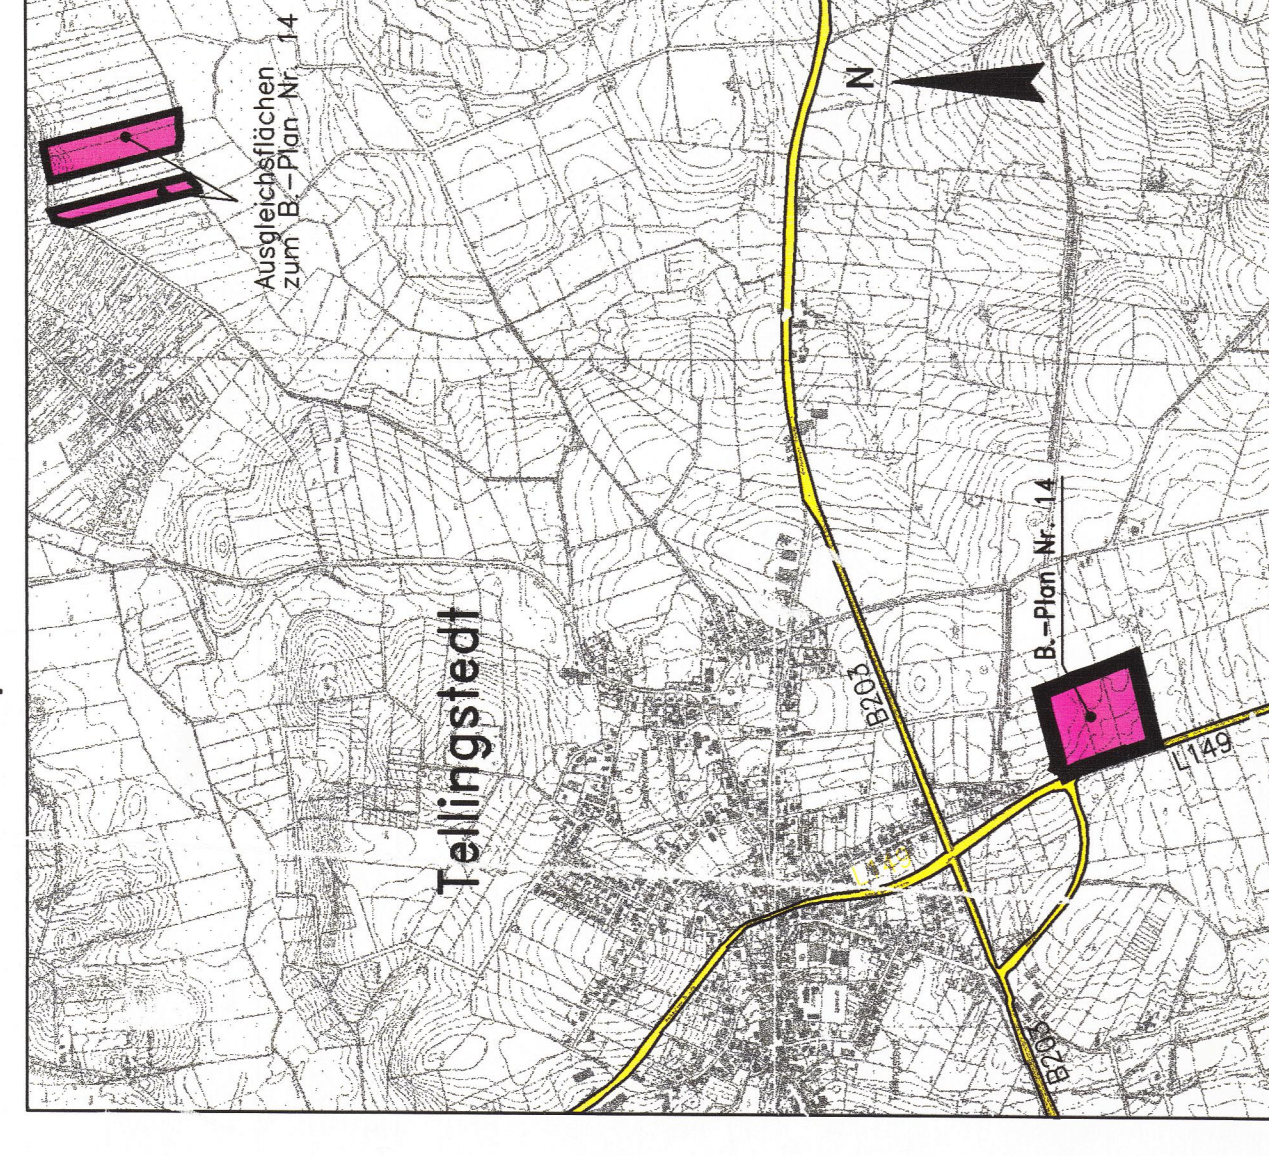 Ausgleichsflächen
zum B.-Plan Nr. 14
N
Tellingstedt
B.-Plan Nr. 14
B203
L149
L149
B203